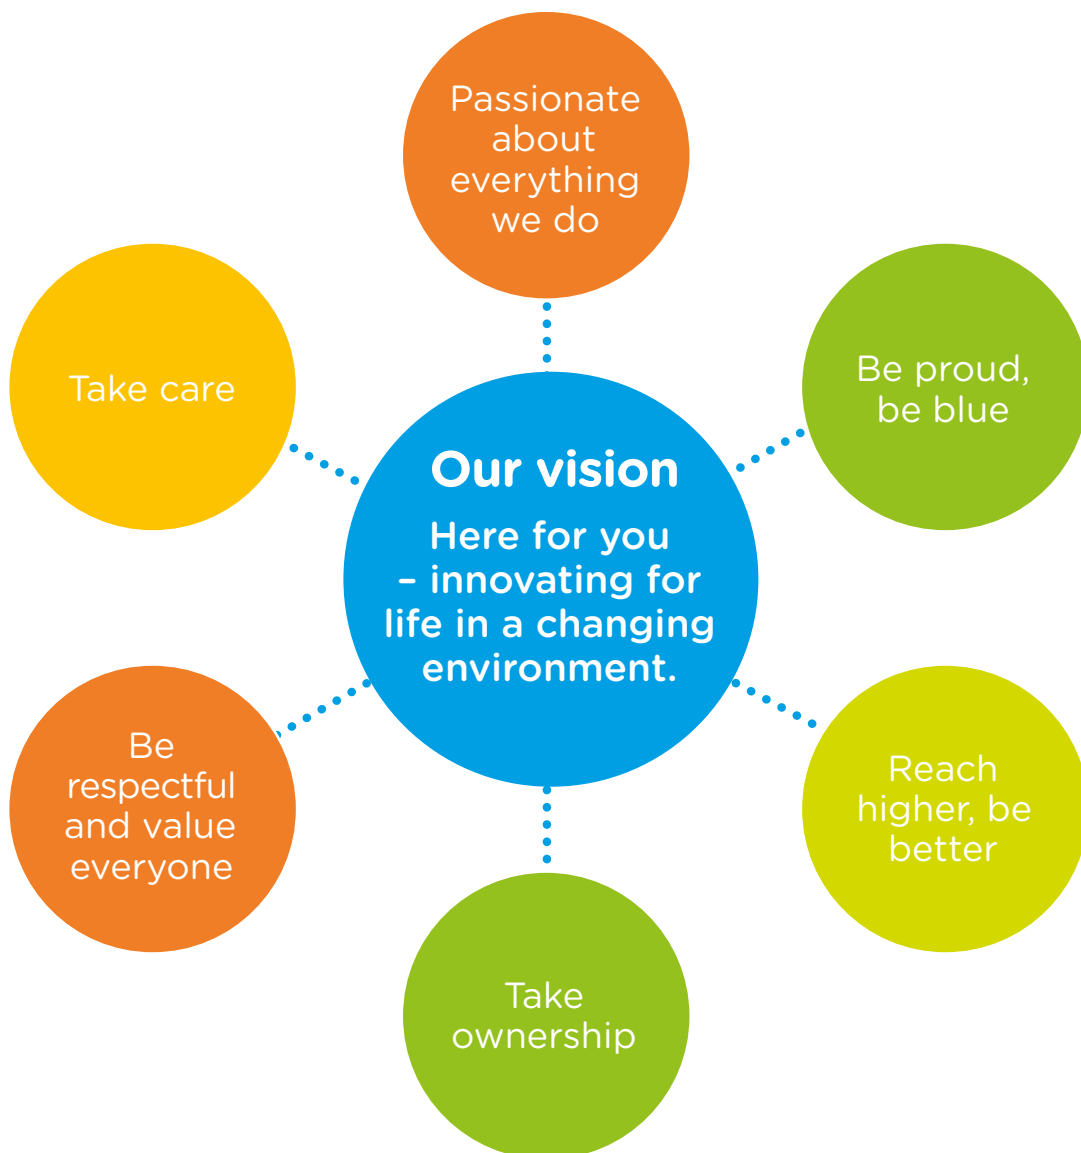 Passionate
about
everything
we do
Take care
Be proud,
be blue
Our vision
Here for you
– innovating for
life in a changing
environment.
Be
respectful
and value
everyone
Reach
higher, be
better
Take
ownership